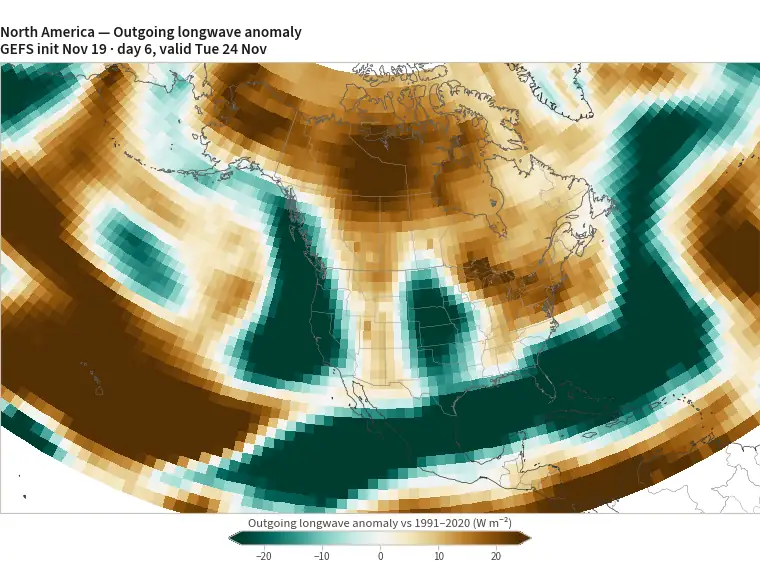 North America — Outgoing longwave anomaly
GEFS init Nov 19 · day 6, valid Tue 24 Nov
Outgoing longwave anomaly vs 1991–2020 (W m⁻²)
−20 −10 0 10 20